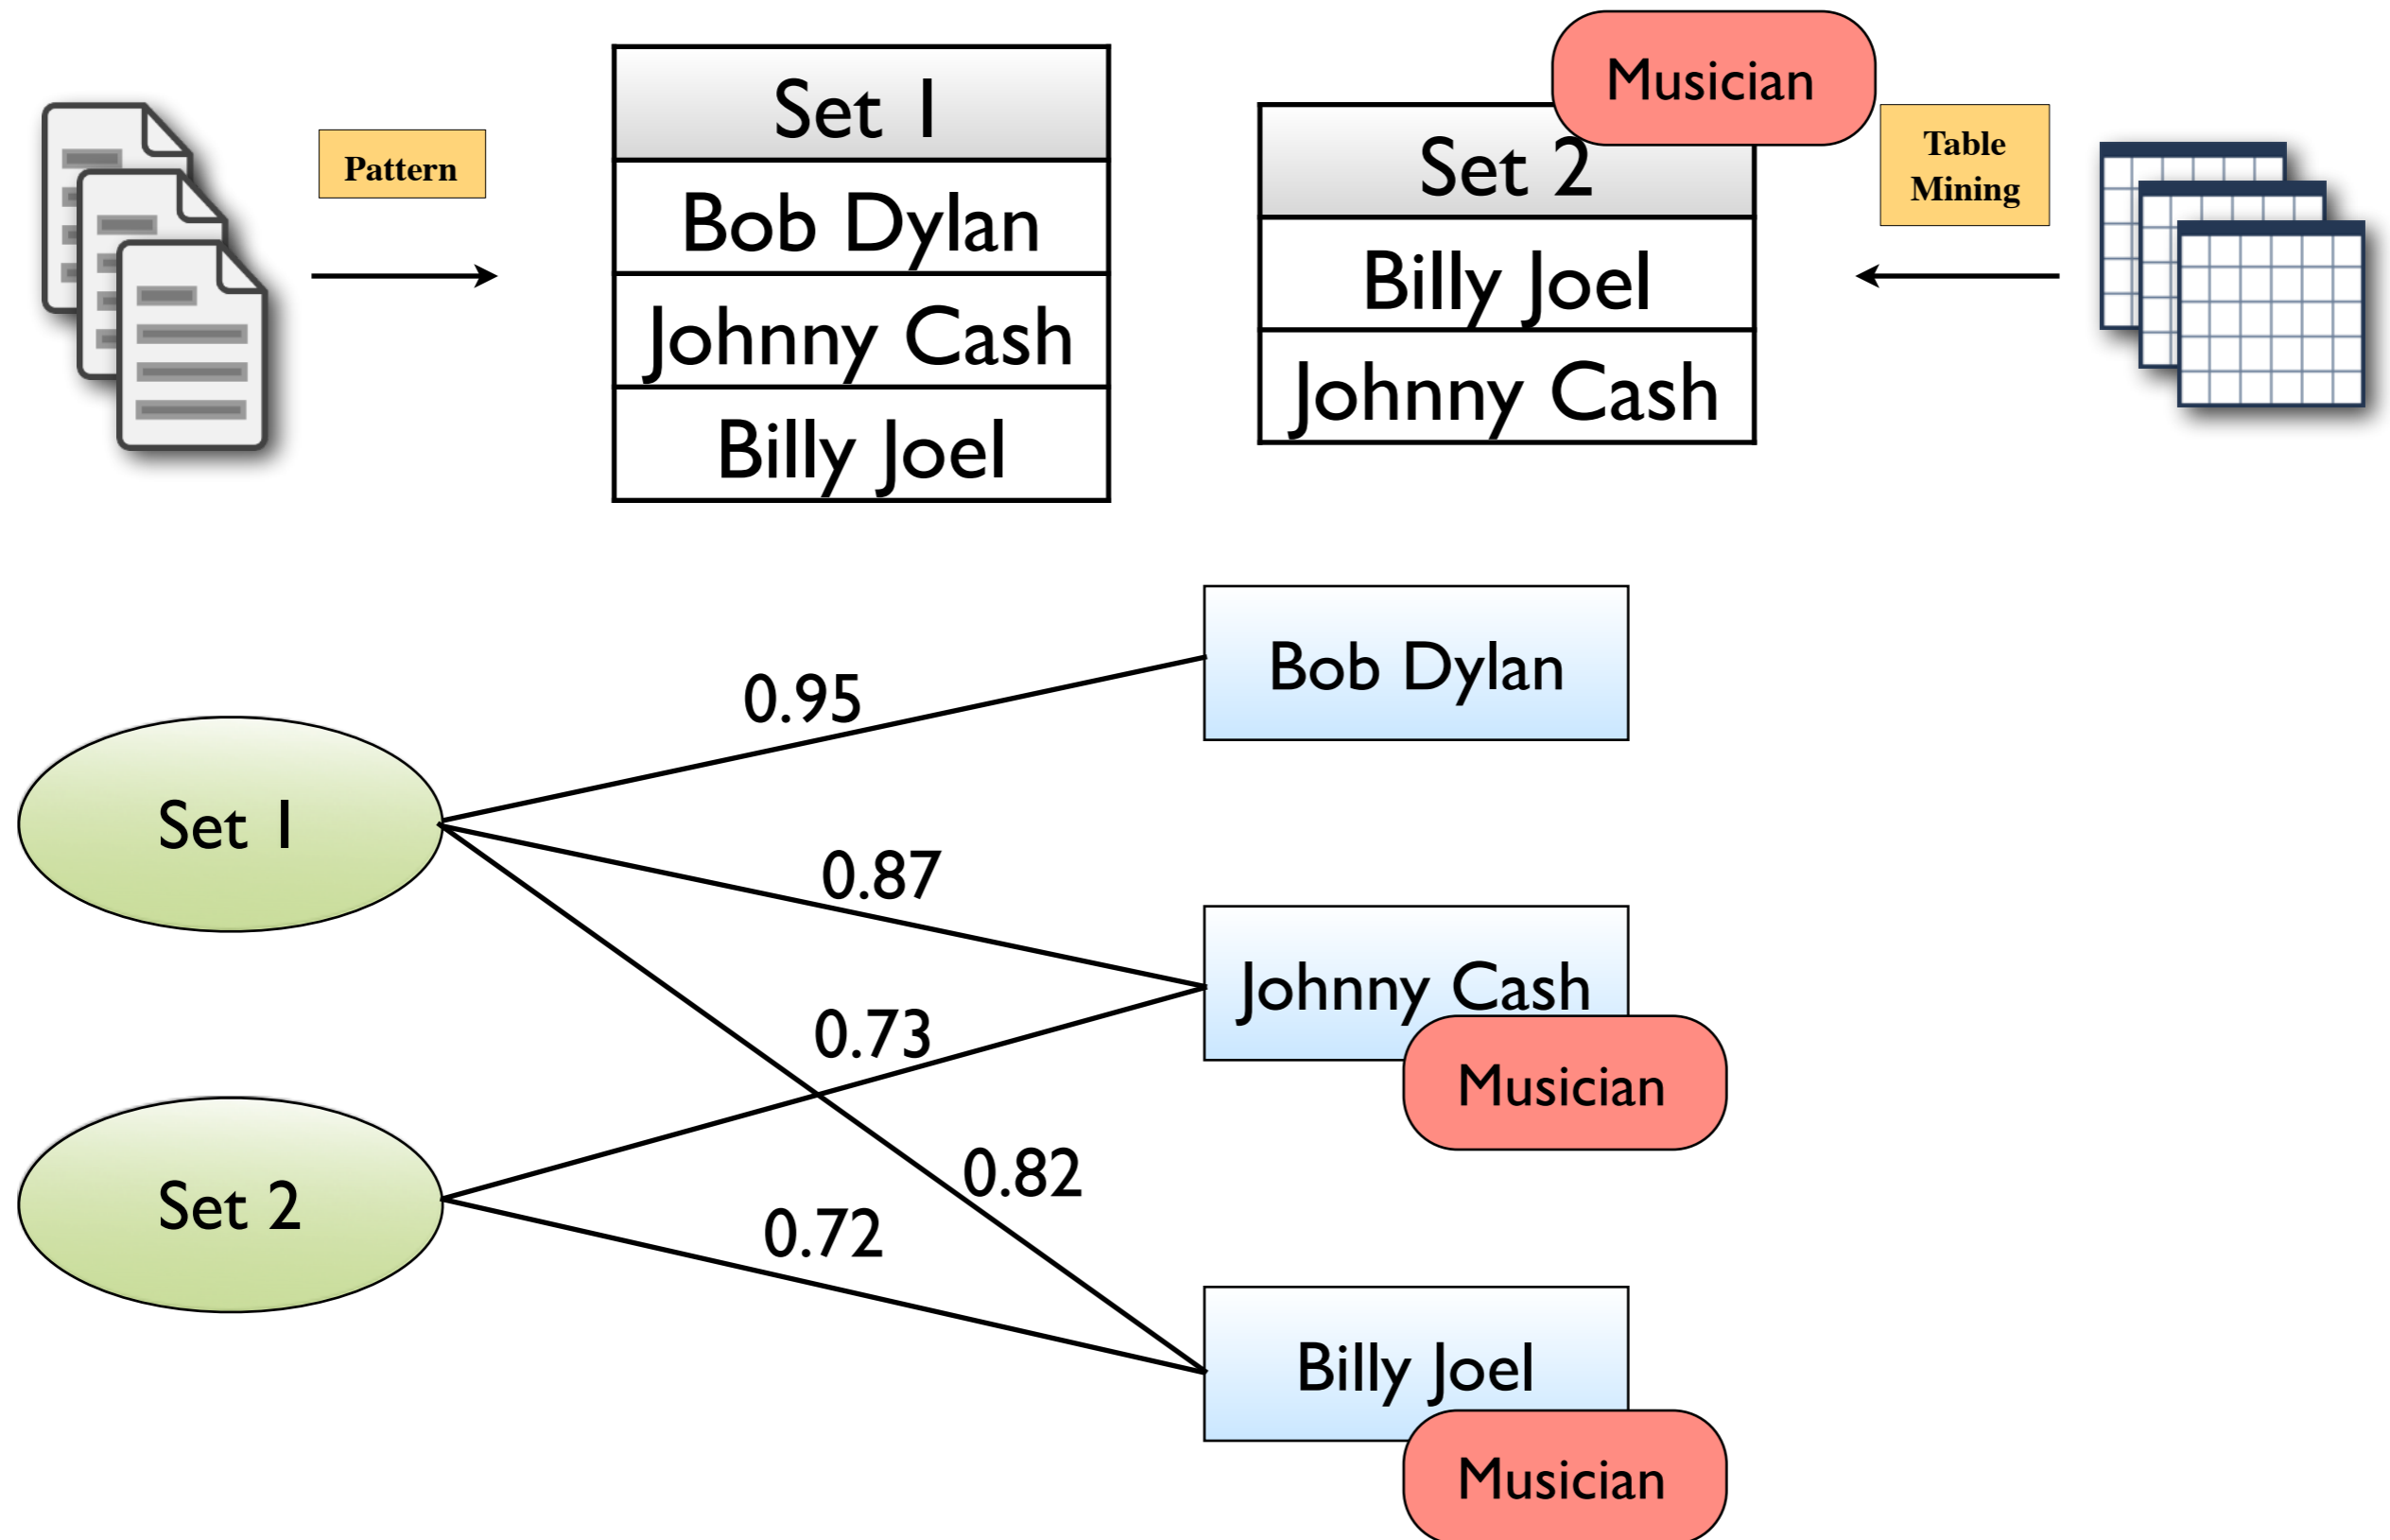 Pattern
Set 1
Bob Dylan
Johnny Cash
Billy Joel
Musician
Set 2
Billy Joel
Johnny Cash
Table
Mining
Set 1
Set 2
0.95
0.87
0.73
0.82
0.72
Bob Dylan
Johnny Cash
Musician
Billy Joel
Musician